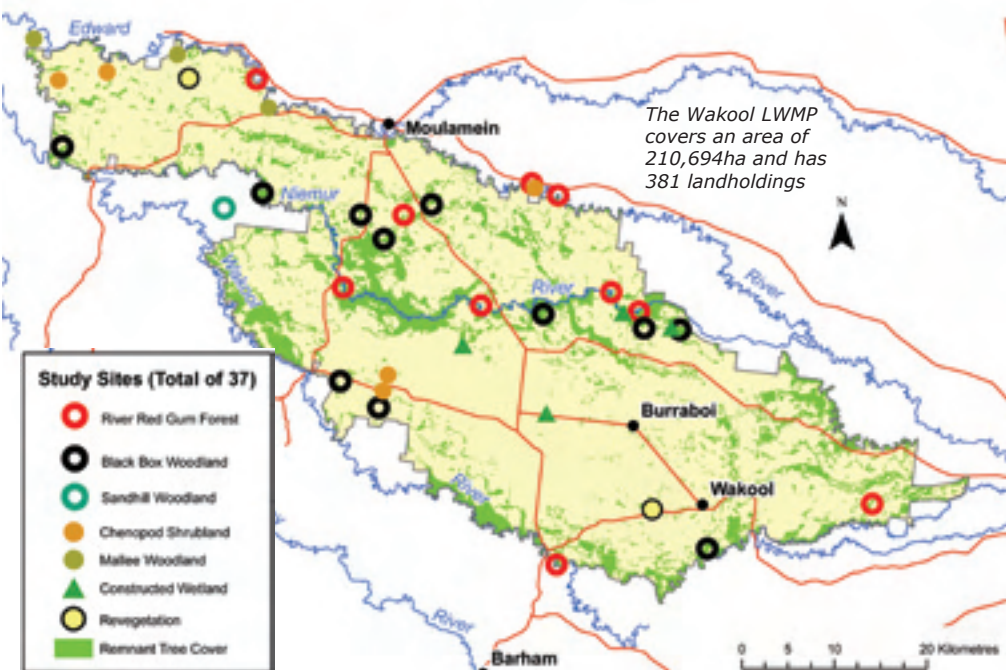 Edward
Moulamein
The Wakool LWMP
covers an area of
210,694ha and has
381 landholdings
N
Niemur
Wakool
River
River
Study Sites (Total of 37)
River Red Gum Forest
Black Box Woodland
Sandhill Woodland
Chenopod Shrubland
Mallee Woodland
Constructed Wetland
Revegetation
Remnant Tree Cover
Burraboi
River
Wakool
River
Barham
0 5 10 20 Kilometres